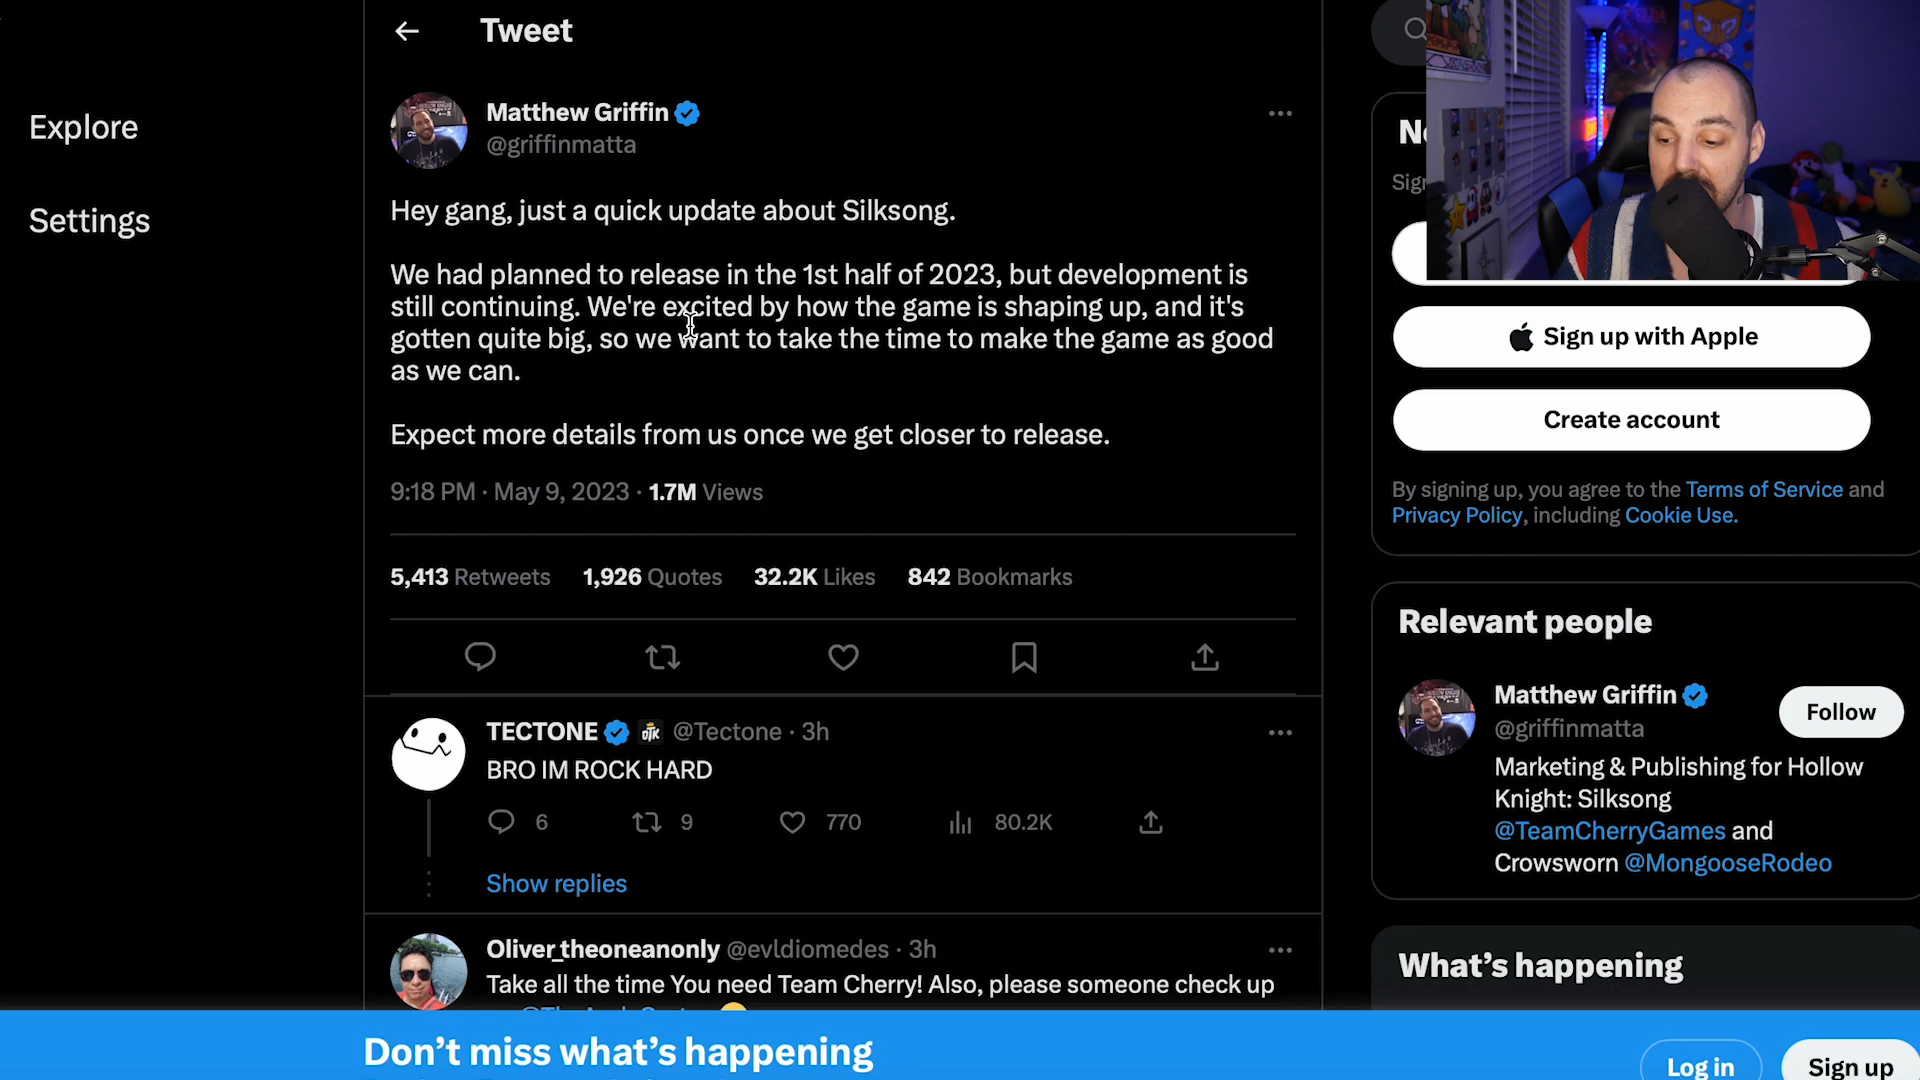 Tweet
Explore
Settings
Matthew Griffin
@griffinmatta
Hey gang, just a quick update about Silksong.
We had planned to release in the 1st half of 2023, but development is
still continuing. We're excited by how the game is shaping up, and it's
gotten quite big, so we want to take the time to make the game as good
as we can.
Expect more details from us once we get closer to release.
9:18 PM · May 9, 2023 · 1.7M Views
5,413 Retweets 1,926 Quotes 32.2K Likes 842 Bookmarks
TECTONE @Tectone · 3h
BRO IM ROCK HARD
6 9 770 80.2K
Show replies
Oliver_theoneanonly @evldiomedes · 3h
Take all the time You need Team Cherry! Also, please someone check up
Sign up with Apple
Create account
By signing up, you agree to the Terms of Service and
Privacy Policy, including Cookie Use.
Relevant people
Matthew Griffin
@griffinmatta
Follow
Marketing & Publishing for Hollow
Knight: Silksong
@TeamCherryGames and
Crowsworn @MongooseRodeo
What's happening
Don't miss what's happening
Log in
Sign up